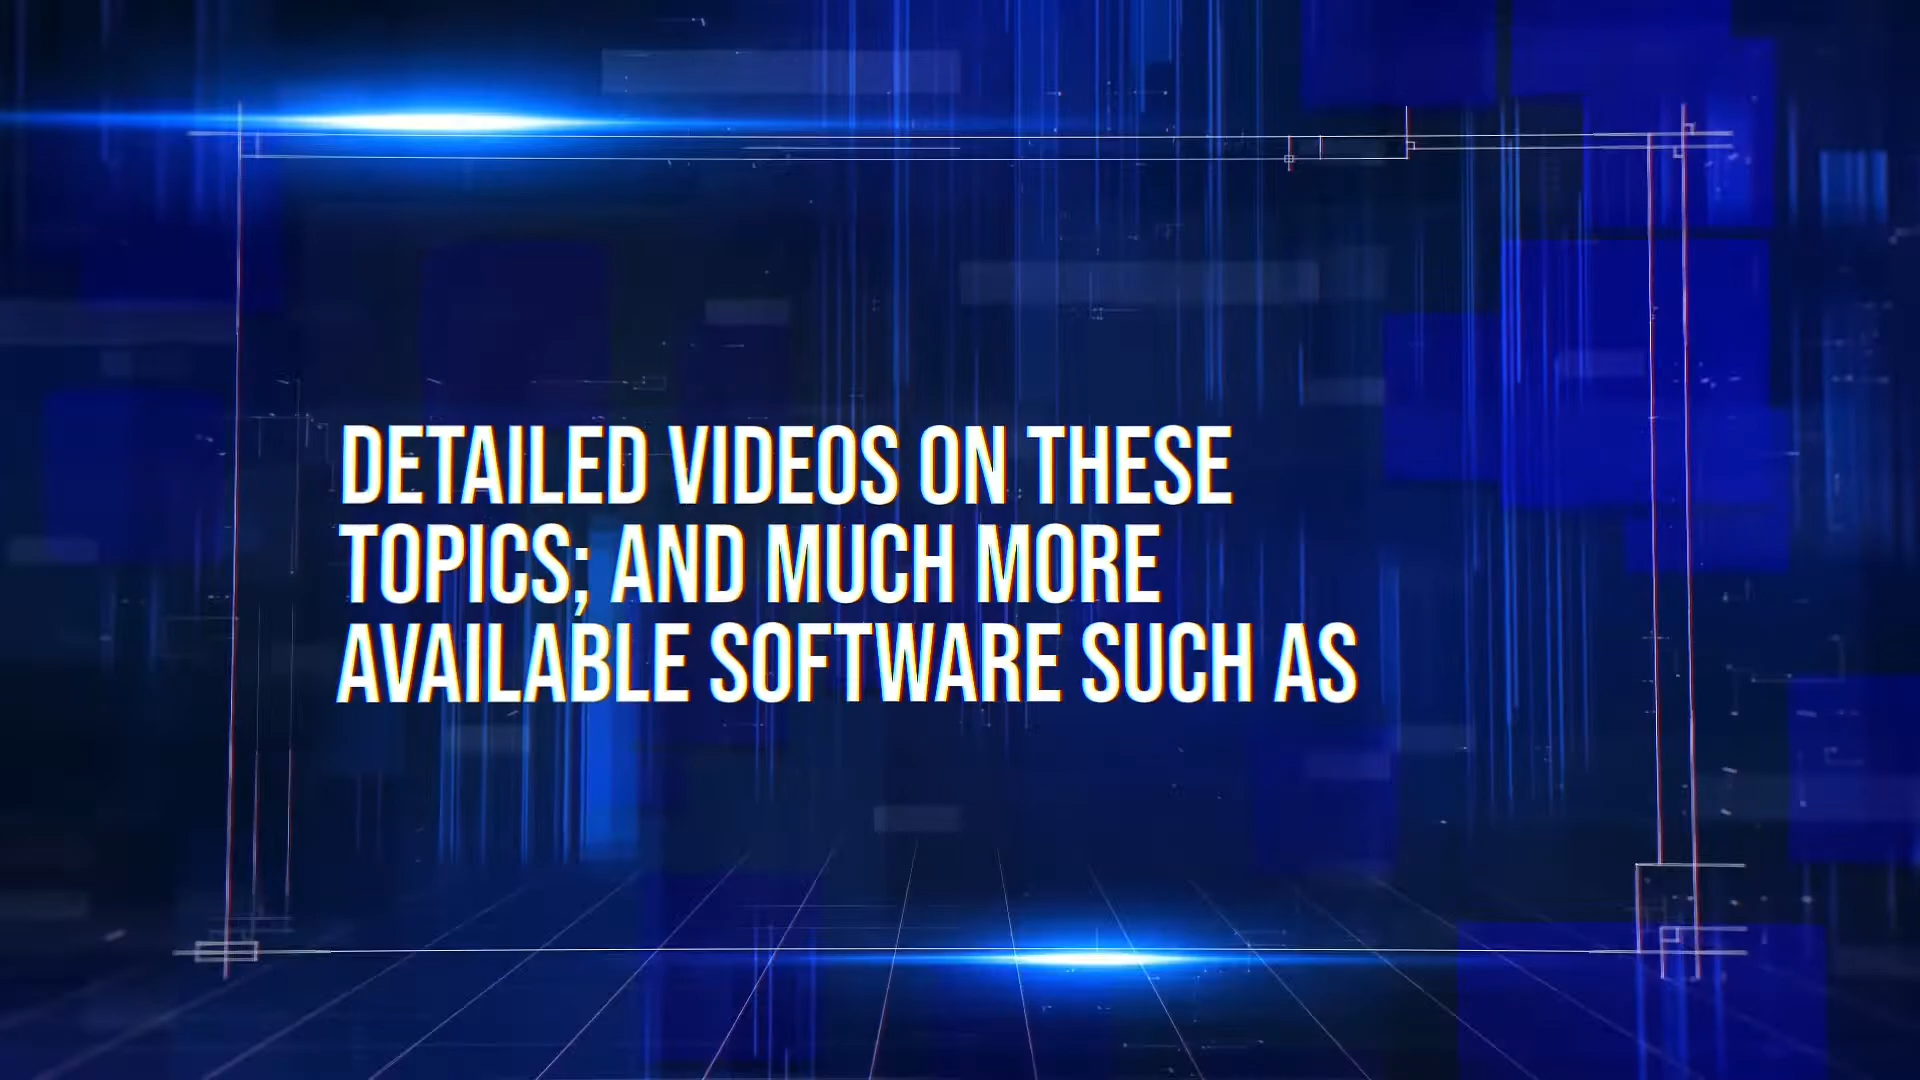 DETAILED VIDEOS ON THESE
TOPICS; AND MUCH MORE
AVAILABLE SOFTWARE SUCH AS